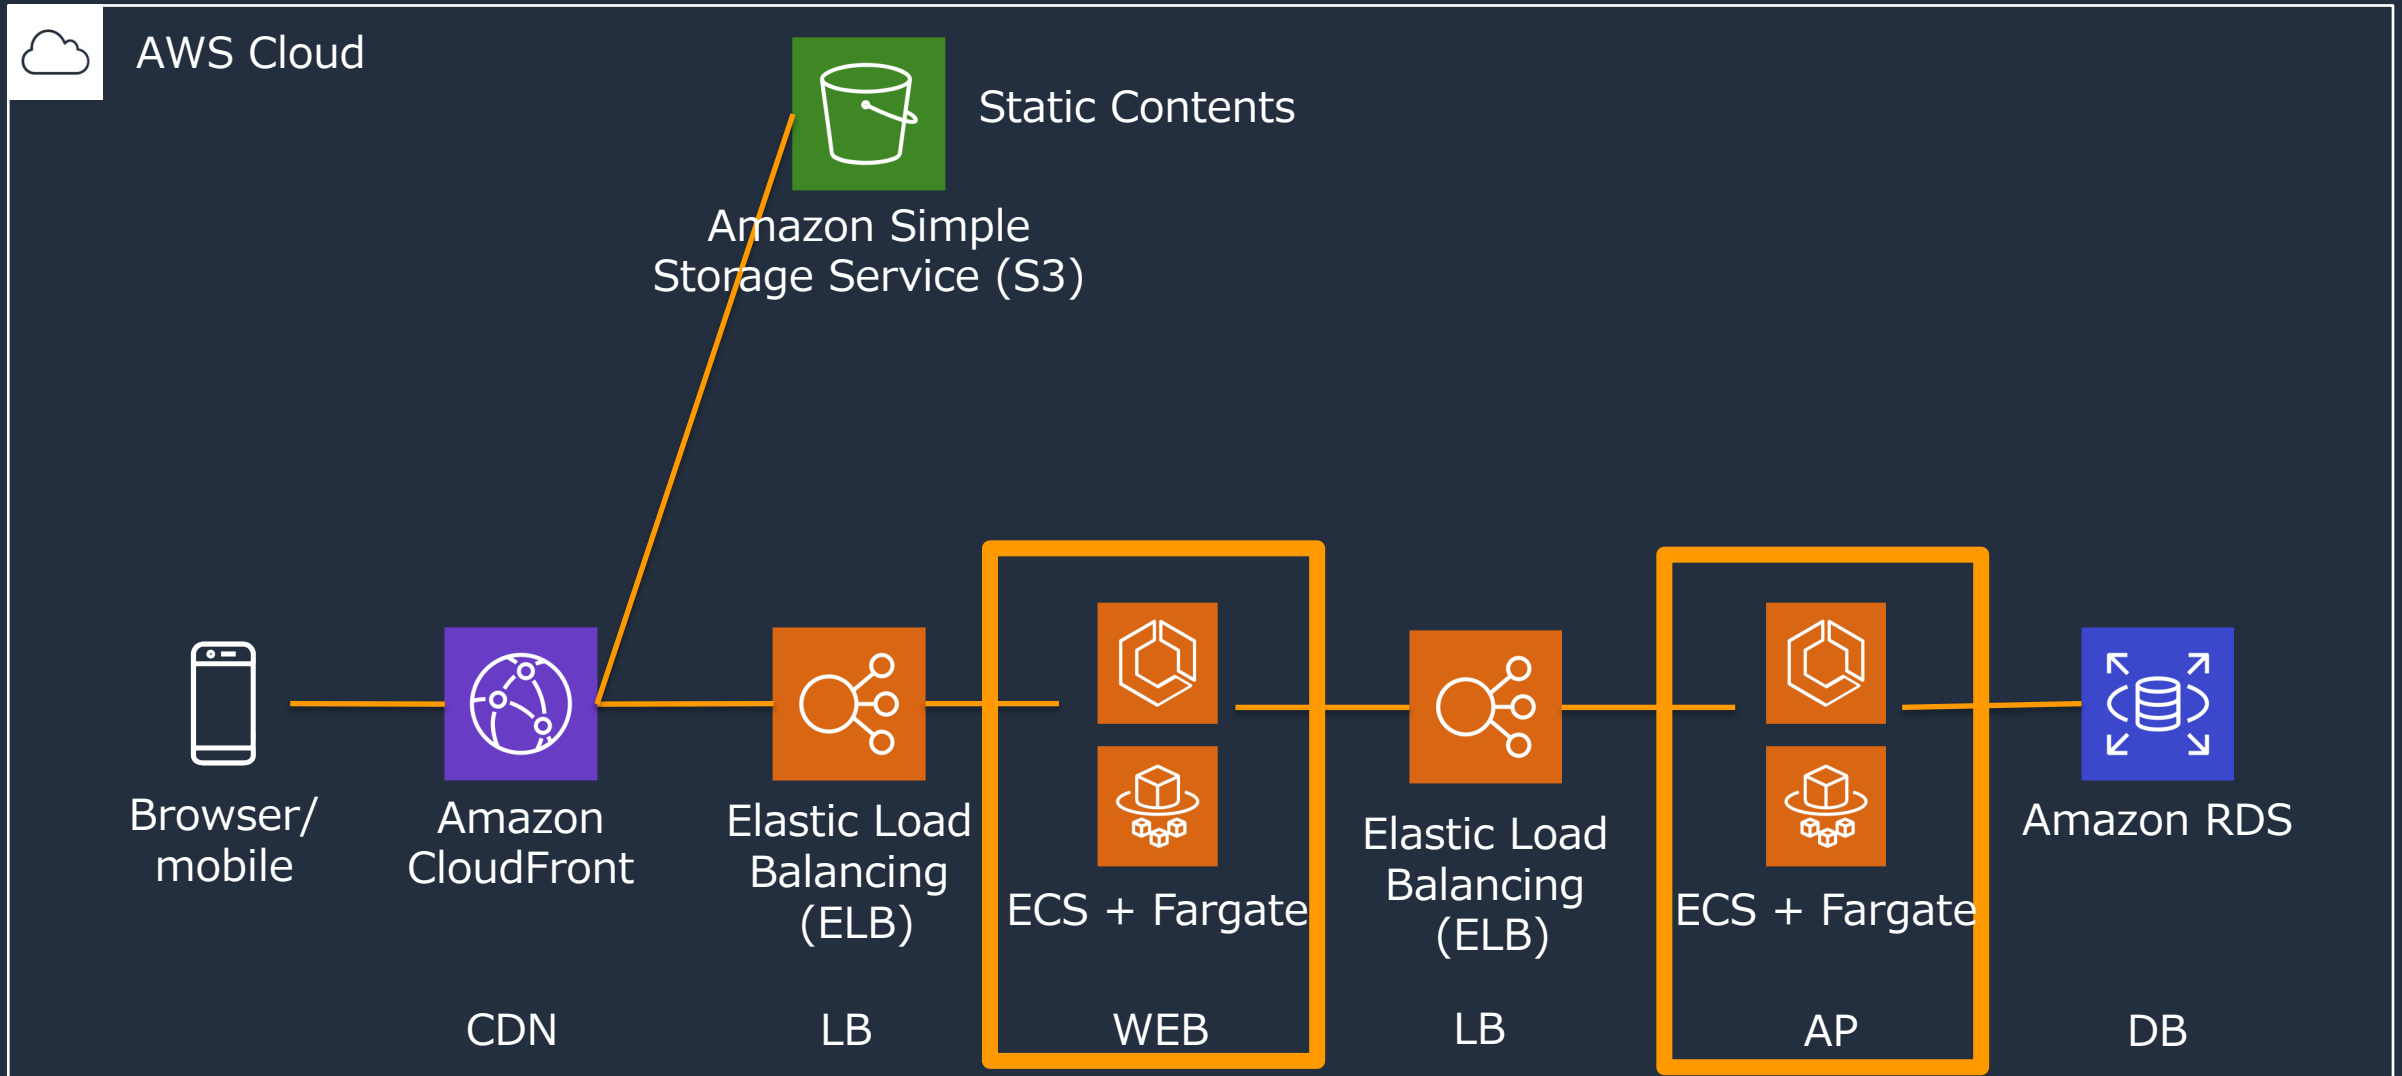 AWS Cloud
Static Contents
Amazon Simple
Storage Service (S3)
Browser/
mobile
Amazon
CloudFront
Elastic Load
Balancing
(ELB)
ECS + Fargate
Elastic Load
Balancing
(ELB)
ECS + Fargate
Amazon RDS
CDN
LB
WEB
LB
AP
DB